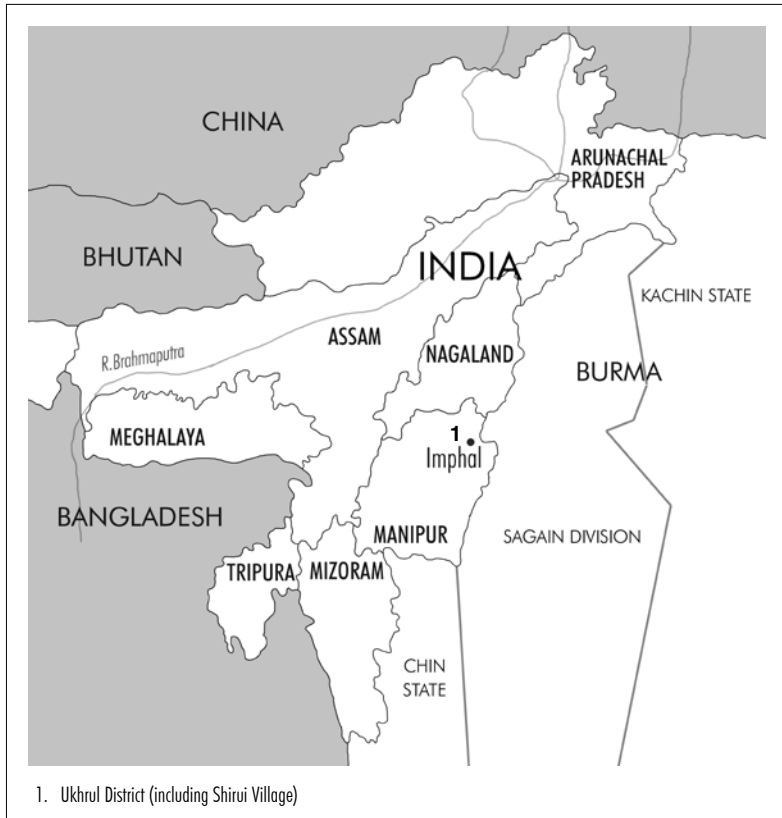 CHINA
ARUNACHAL
PRADESH
BHUTAN
INDIA
KACHIN STATE
ASSAM
NAGALAND
R.Brahmaputra
BURMA
MEGHALAYA
1
Imphal
BANGLADESH
MANIPUR
SAGAIN DIVISION
TRIPURA
MIZORAM
CHIN
STATE
1. Ukhrul District (including Shirui Village)